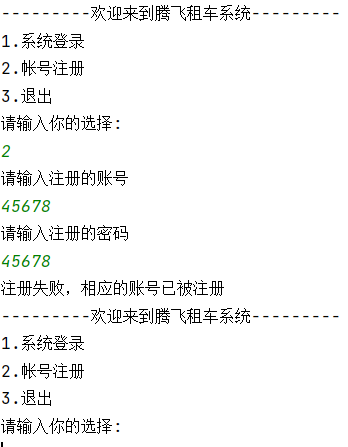 ---------欢迎来到腾飞租车系统---------
1.系统登录
2.帐号注册
3.退出
请输入你的选择:
2
请输入注册的账号
45678
请输入注册的密码
45678
注册失败，相应的账号已被注册
---------欢迎来到腾飞租车系统---------
1.系统登录
2.帐号注册
3.退出
请输入你的选择: